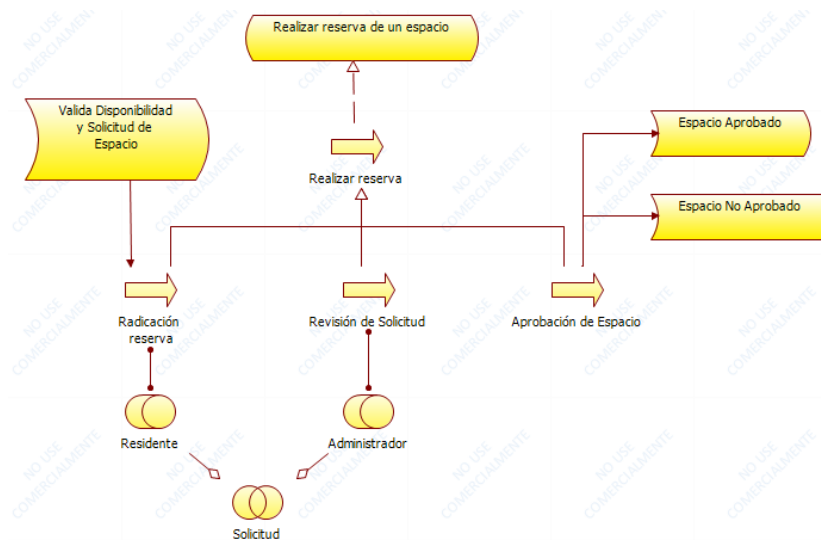 Realizar reserva de un espacio
Valida Disponibilidad
y Solicitud de
Espacio
Espacio Aprobado
Realizar reserva
Espacio No Aprobado
Radicación
reserva
Revisión de Solicitud
Aprobación de Espacio
Residente
Administrador
Solicitud
NO USE
COMERCIALMENTE